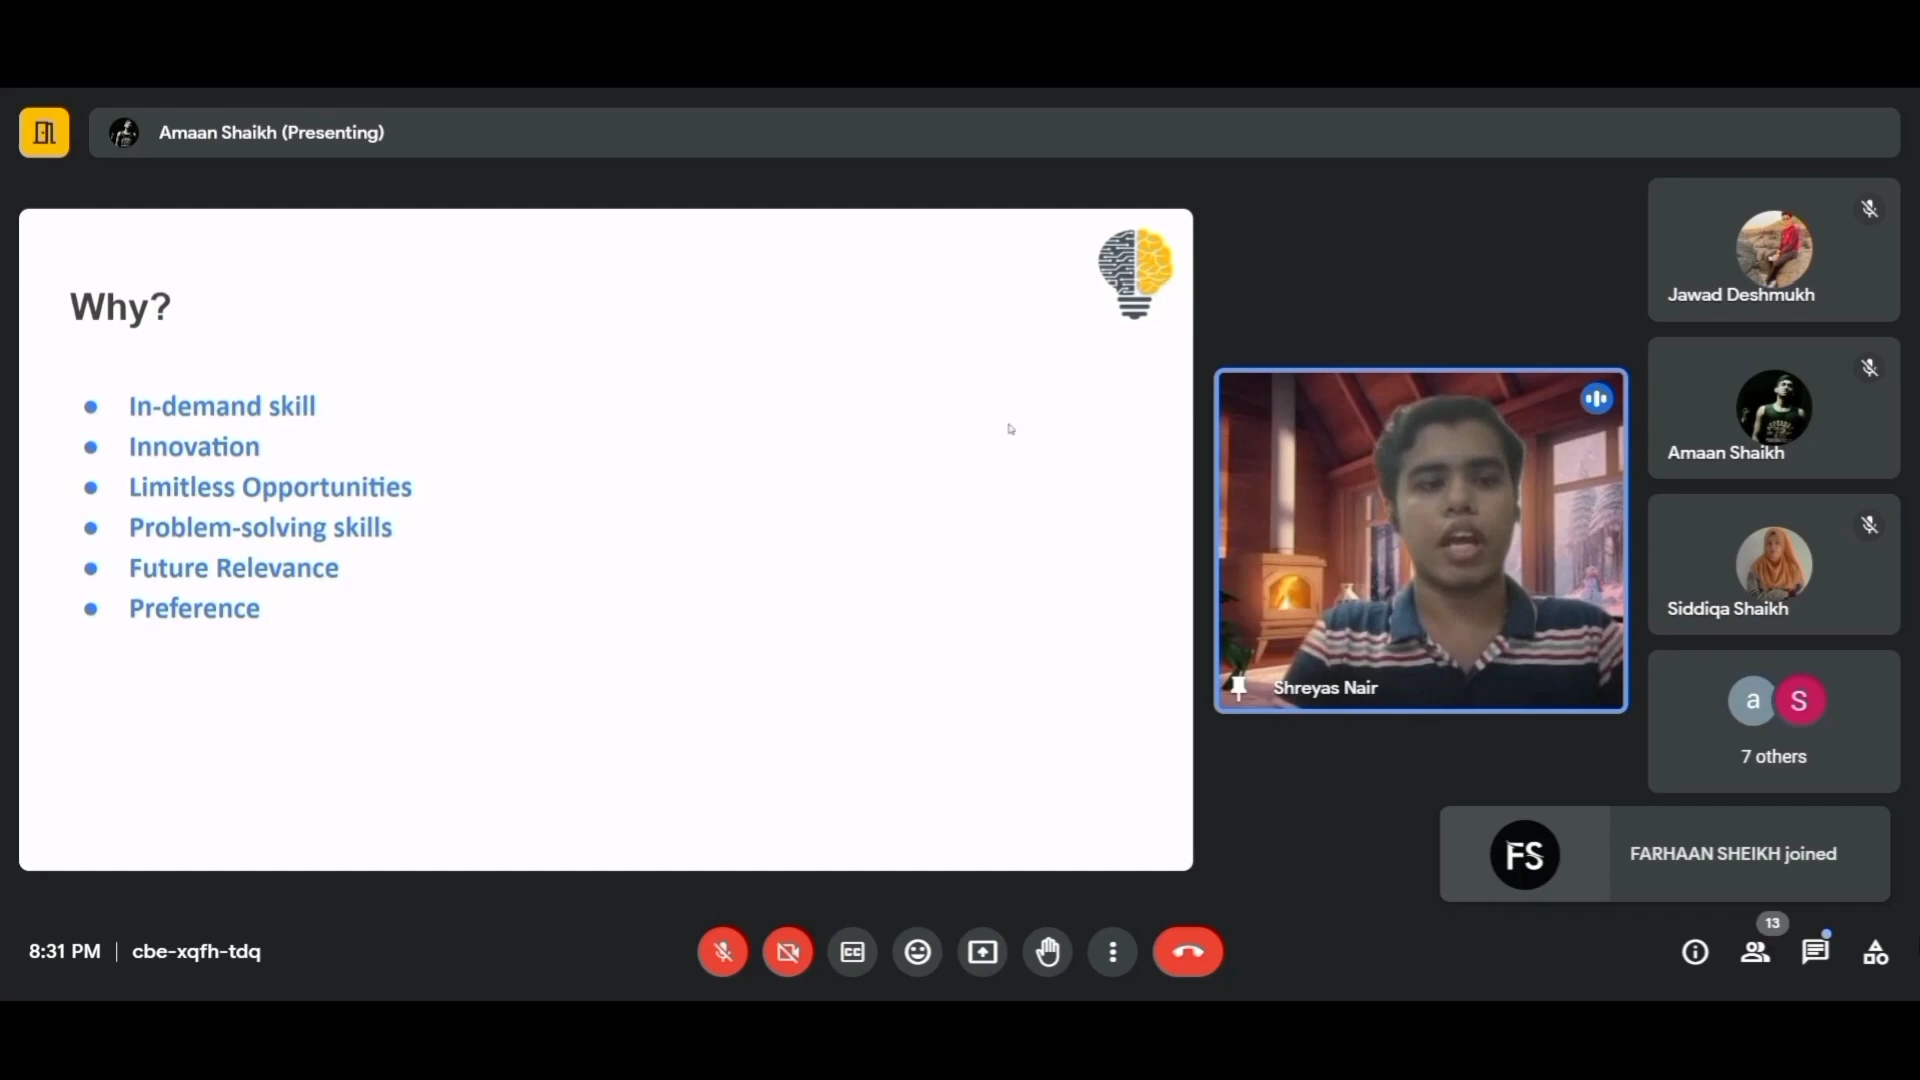 Amaan Shaikh (Presenting)
Why?
In-demand skill
Innovation
Limitless Opportunities
Problem-solving skills
Future Relevance
Preference
Shreyas Nair
Jawad Deshmukh
Amaan Shaikh
Siddiqa Shaikh
a S
7 others
FS
FARHAAN SHEIKH joined
8:31 PM | cbe-xqfh-tdq
CC
13